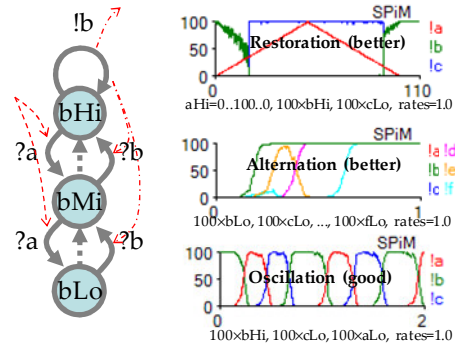 !b
bHi
?a
?b
bMi
?a
?b
bLo
SPiM
100
50
0
Restoration (better)
!a
!b
!c
0
110
aHi=0..100..0, 100×bHi, 100×cLo, rates=1.0
SPiM
100
50
0
Alternation (better)
!a !d
!b !e
!c !f
0
1
100×bLo, 100×cLo, ..., 100×fLo, rates=1.0
SPiM
100
50
0
Oscillation (good)
!a
!b
!c
0
2
100×bHi, 100×cLo, 100×aLo, rates=1.0